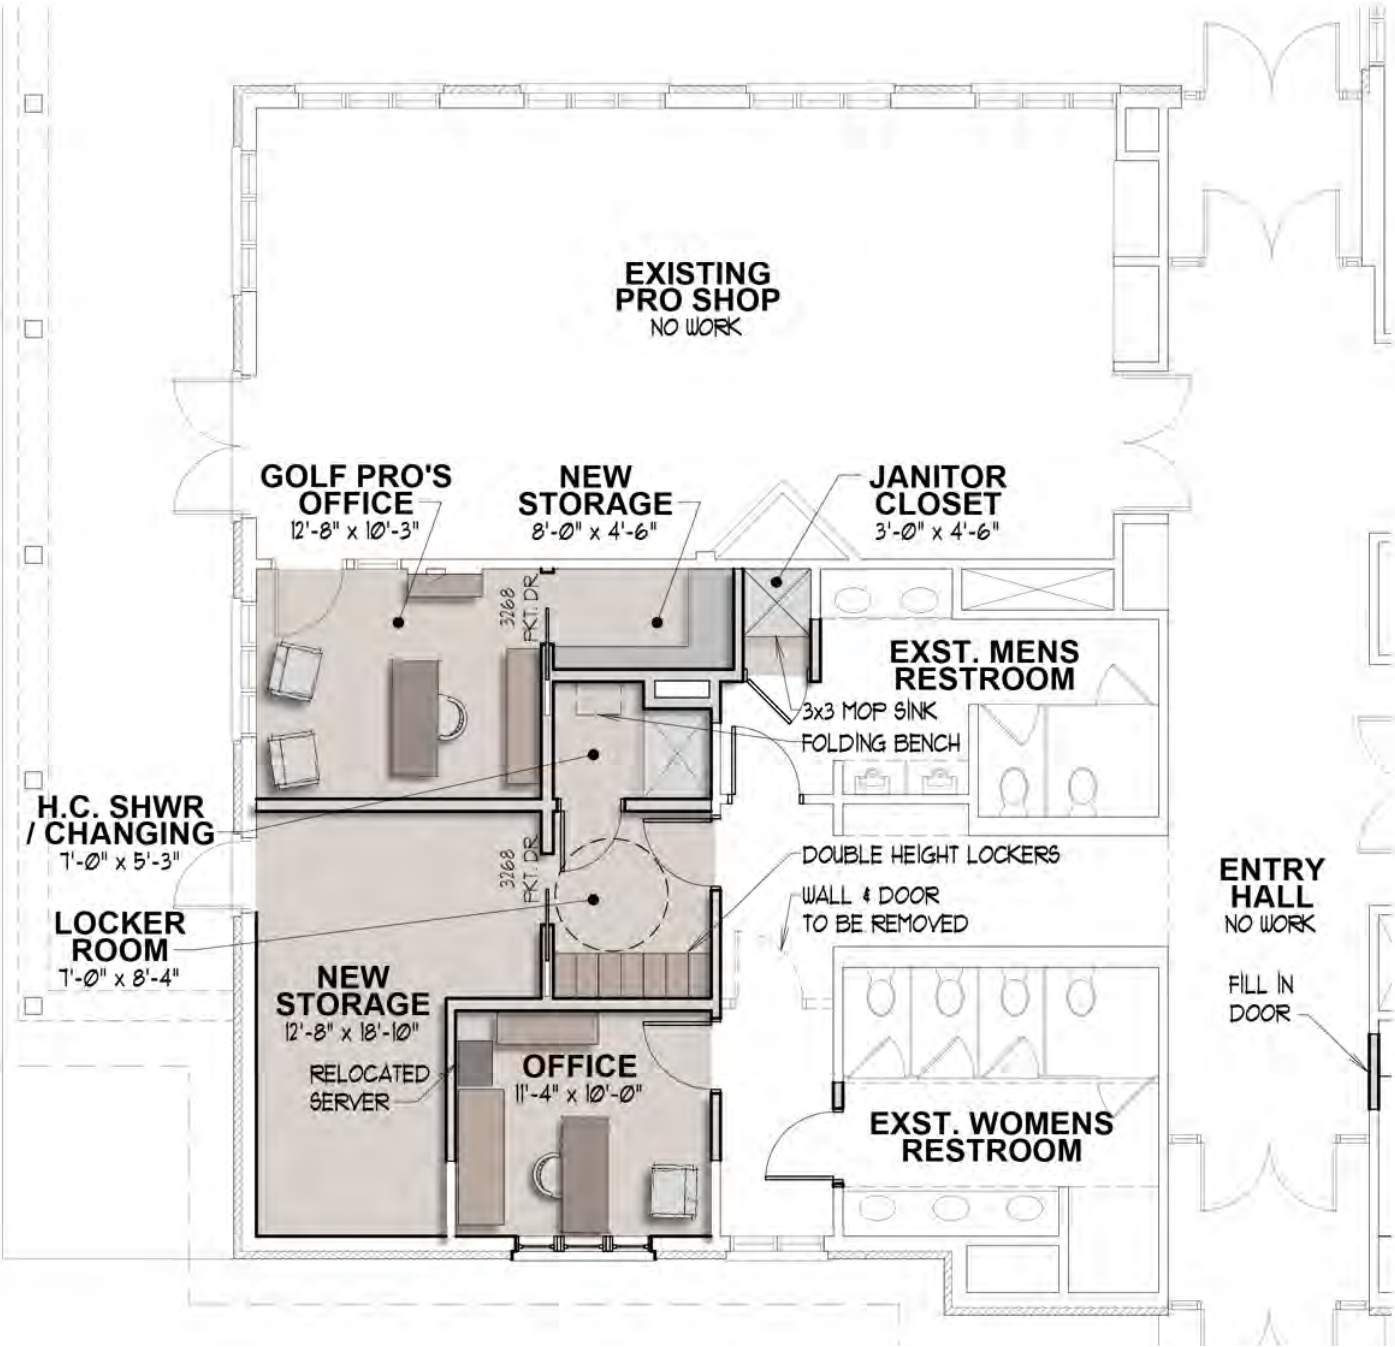 EXISTING
PRO SHOP
NO WORK
GOLF PRO'S
OFFICE
12'-8" x 10'-3"
NEW
STORAGE
8'-0" x 4'-6"
JANITOR
CLOSET
3'-0" x 4'-6"
3268
PKT. DR
EXST. MENS
RESTROOM
3x3 MOP SINK
FOLDING BENCH
H.C. SHWR
/ CHANGING
7'-0" x 5'-3"
3268
PKT. DR
DOUBLE HEIGHT LOCKERS
WALL & DOOR
TO BE REMOVED
ENTRY
HALL
NO WORK
LOCKER
ROOM
7'-0" x 8'-4"
NEW
STORAGE
12'-8" x 18'-10"
FILL IN
DOOR
RELOCATED
SERVER
OFFICE
11'-4" x 10'-0"
EXST. WOMENS
RESTROOM